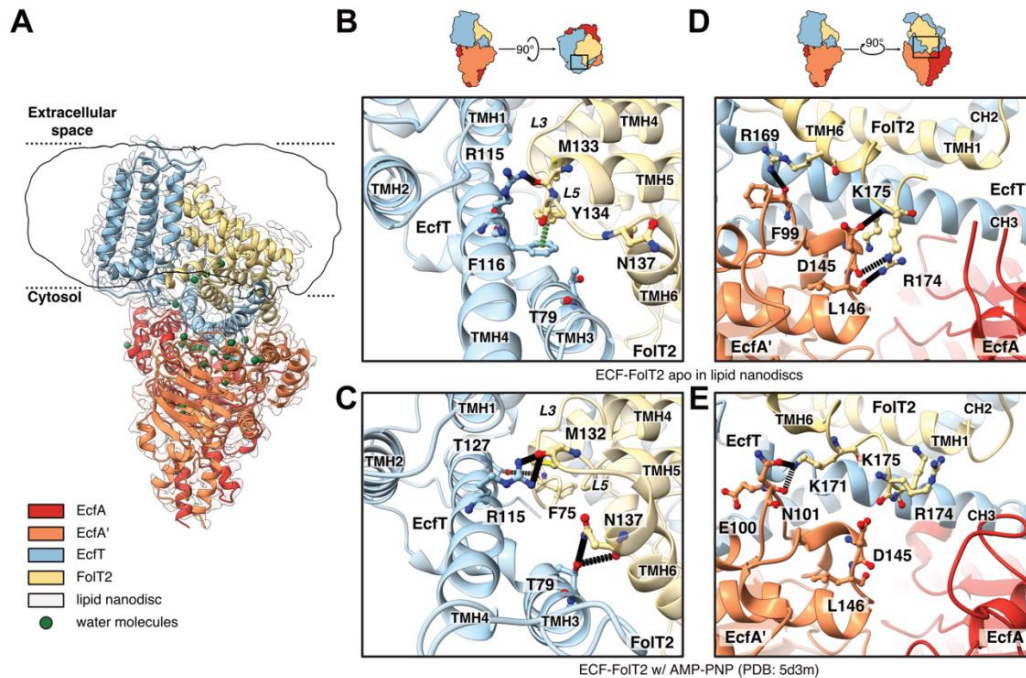 A
Extracellular
space
Cytosol
EcfA
EcfA'
EcfT
FolT2
lipid nanodisc
water molecules
B
90°
TMH1
L3
TMH4
R115
M133
TMH2
L5
TMH5
Y134
EcfT
F116
N137
T79
TMH6
TMH4
TMH3
FolT2
D
90°
R169
TMH6
FolT2
CH2
TMH1
K175
EcfT
F99
CH3
D145
R174
L146
EcfA'
EcfA
ECF-FolT2 apo in lipid nanodiscs
C
TMH1
L3
TMH4
T127
M132
TMH2
TMH5
L5
EcfT
R115
F75
N137
TMH6
T79
TMH4
TMH3
FolT2
E
TMH6
FolT2
CH2
EcfT
TMH1
K175
K171
R174
CH3
E100
N101
D145
L146
EcfA'
EcfA
ECF-FolT2 w/ AMP-PNP (PDB: 5d3m)